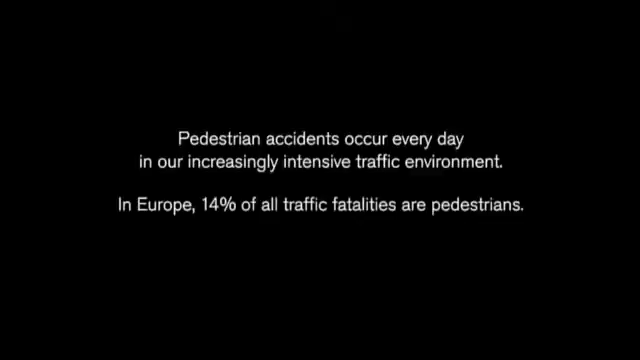 Pedestrian accidents occur every day
in our increasingly intensive traffic environment.
In Europe, 14% of all traffic fatalities are pedestrians.